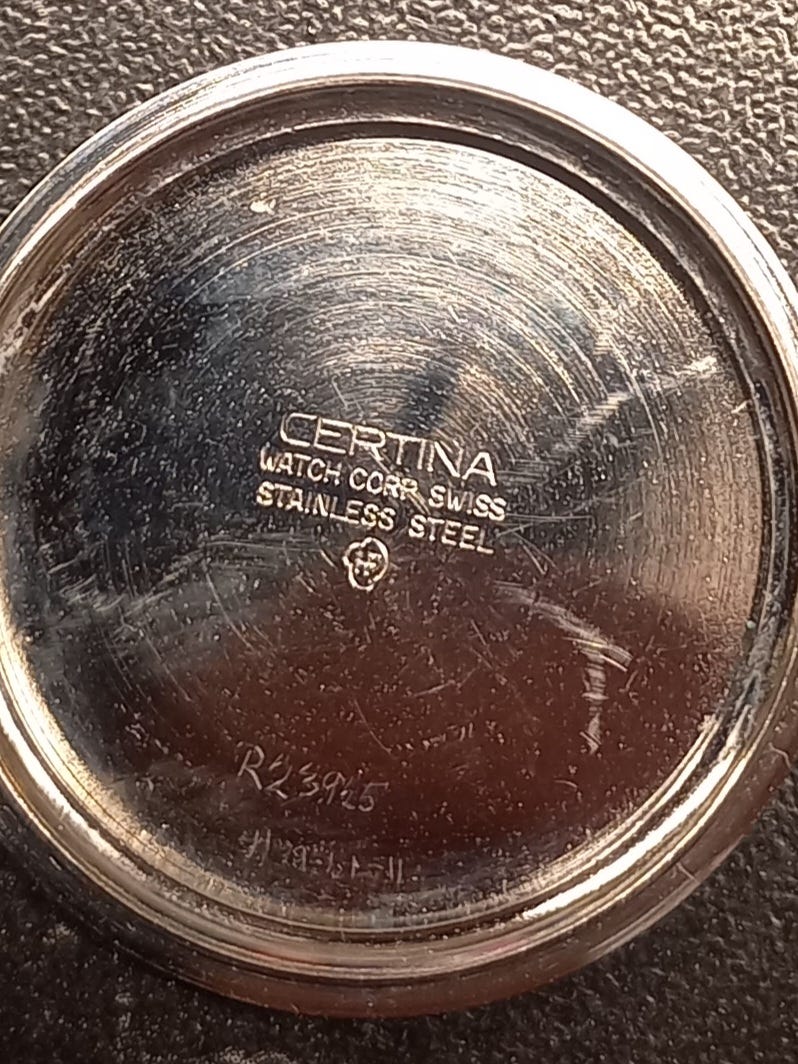 CERTINA
WATCH CORP. SWISS
STAINLESS STEEL
R23925